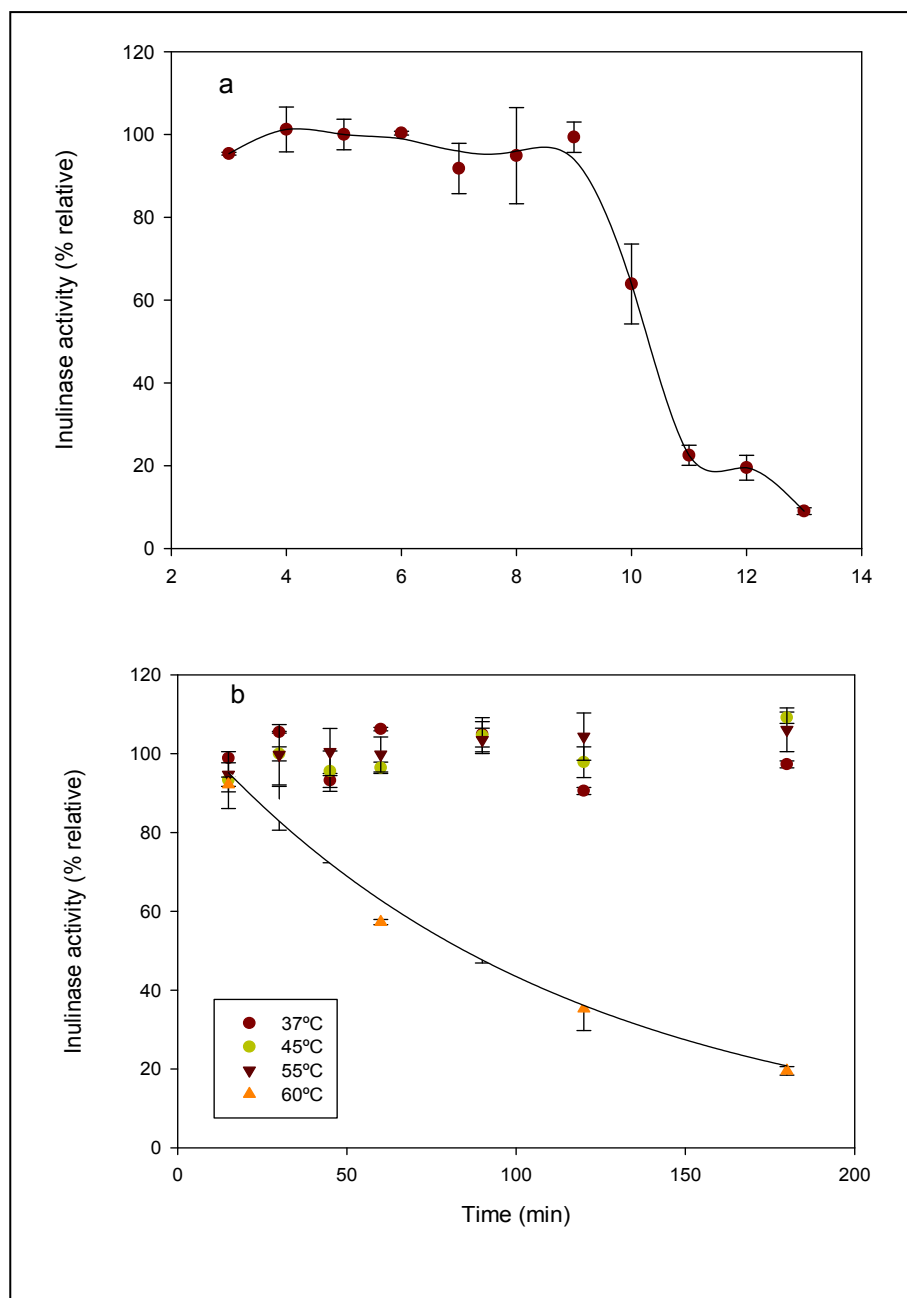 a
Inulinase activity (% relative)
120
100
80
60
40
20
0
2 4 6 8 10 12 14
b
Inulinase activity (% relative)
120
100
80
60
40
20
0
37ºC
45ºC
55ºC
60ºC
0 50 100 150 200
Time (min)